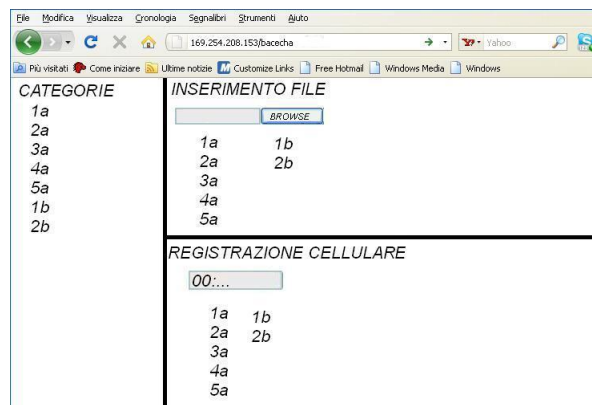 File Modifica Visualizza Cronologia Segnalibri Strumenti Aiuto
169.254.208.153/bacecha
Yahoo
Più visitati Come iniziare Ultime notizie Customize Links Free Hotmail Windows Media Windows
CATEGORIE
1a
2a
3a
4a
5a
1b
2b
INSERIMENTO FILE
BROWSE
1a 1b
2a 2b
3a
4a
5a
REGISTRAZIONE CELLULARE
00:...
1a 1b
2a 2b
3a
4a
5a